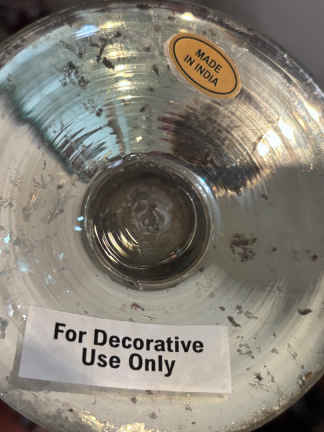 MADE
IN INDIA
For Decorative
Use Only